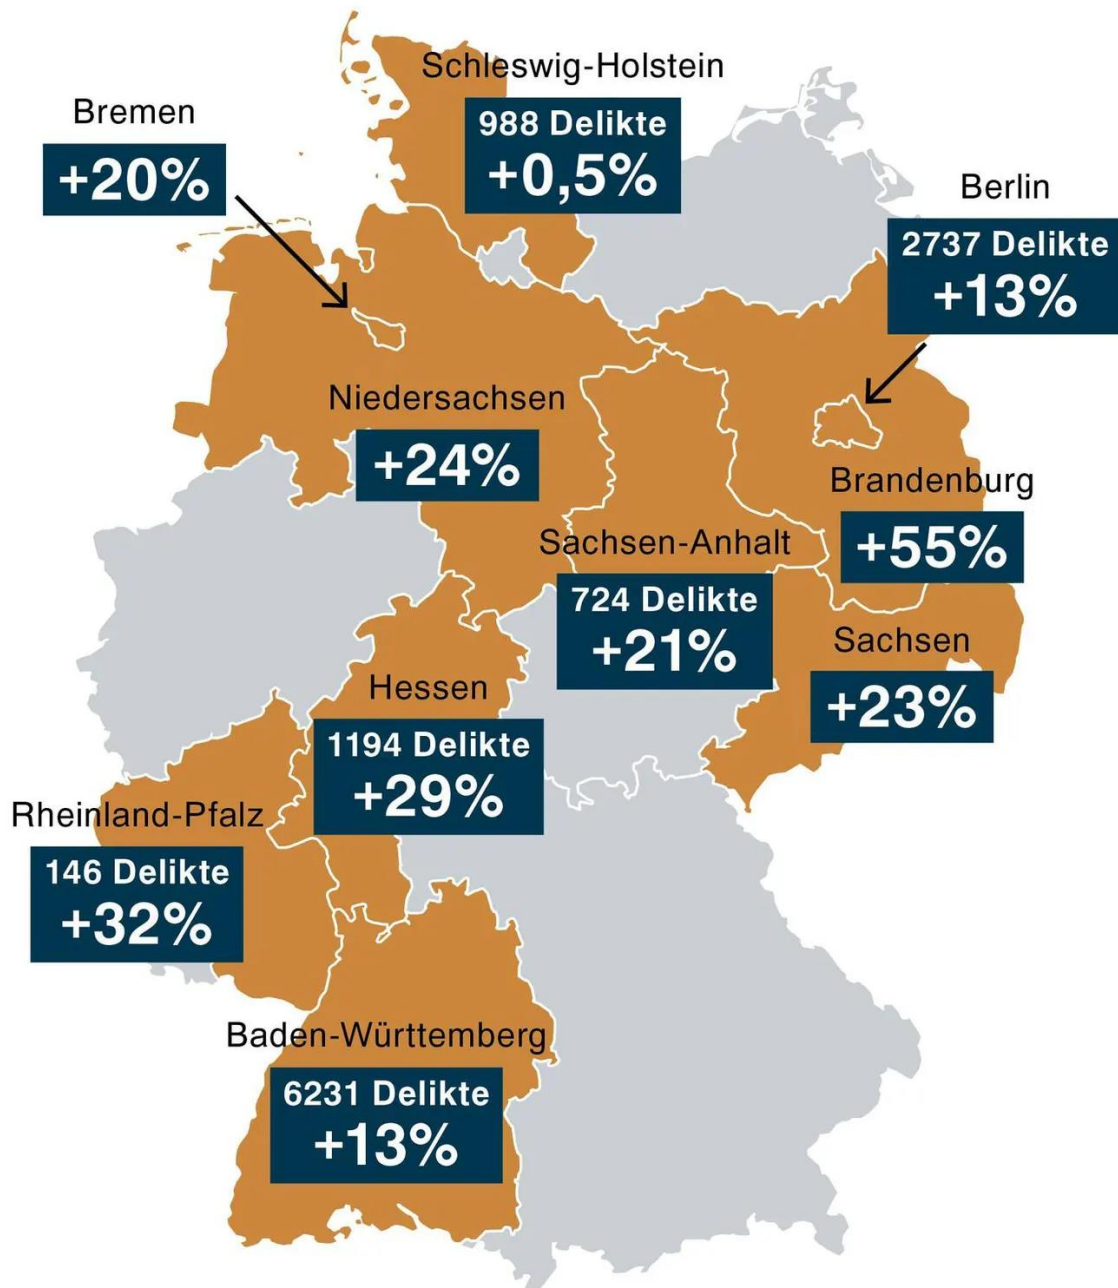 Schleswig-Holstein
988 Delikte
+0,5%
Bremen
+20%
Berlin
2737 Delikte
+13%
Niedersachsen
+24%
Brandenburg
+55%
Sachsen-Anhalt
724 Delikte
+21%
Sachsen
+23%
Hessen
1194 Delikte
+29%
Rheinland-Pfalz
146 Delikte
+32%
Baden-Württemberg
6231 Delikte
+13%